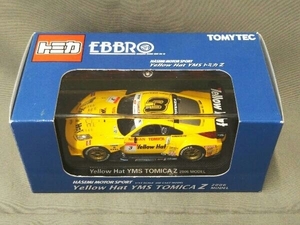 トミカ
EBBRO
TOMYTEC
HASEMI MOTOR SPORT
Yellow Hat YMS トミカ Z
Yellow Hat
3
Yellow Hat
Yellow Hat YMS TOMICA Z 2006 MODEL
HASEMI MOTOR SPORT
Yellow Hat YMS TOMICA Z 2006 MODEL